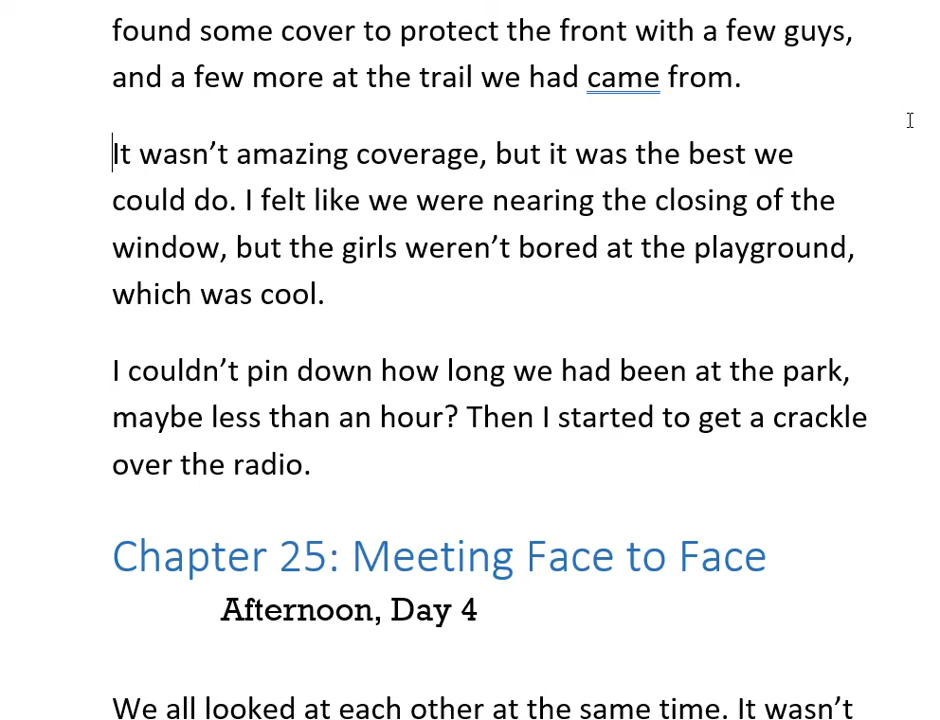 found some cover to protect the front with a few guys,
and a few more at the trail we had came from.
It wasn’t amazing coverage, but it was the best we
could do. I felt like we were nearing the closing of the
window, but the girls weren’t bored at the playground,
which was cool.
I couldn’t pin down how long we had been at the park,
maybe less than an hour? Then I started to get a crackle
over the radio.
Chapter 25: Meeting Face to Face
Afternoon, Day 4
We all looked at each other at the same time. It wasn’t